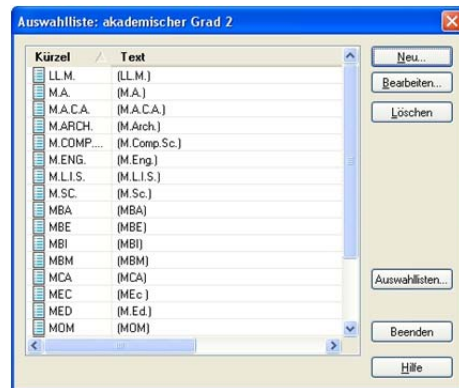 Auswahlliste: akademischer Grad 2
Kürzel Text
LL.M. (LL.M.)
M.A. (M.A.)
M.A.C.A. (M.A.C.A.)
M.ARCH. (M.Arch.)
M.COMP.... (M.Comp.Sc.)
M.ENG. (M.Eng.)
M.L.I.S. (M.L.I.S.)
M.SC. (M.Sc.)
MBA (MBA)
MBE (MBE)
MBI (MBI)
MBM (MBM)
MCA (MCA)
MEC (MEc )
MED (M.Ed.)
MOM (MOM)
Neu...
Bearbeiten...
Löschen
Auswahllisten...
Beenden
Hilfe